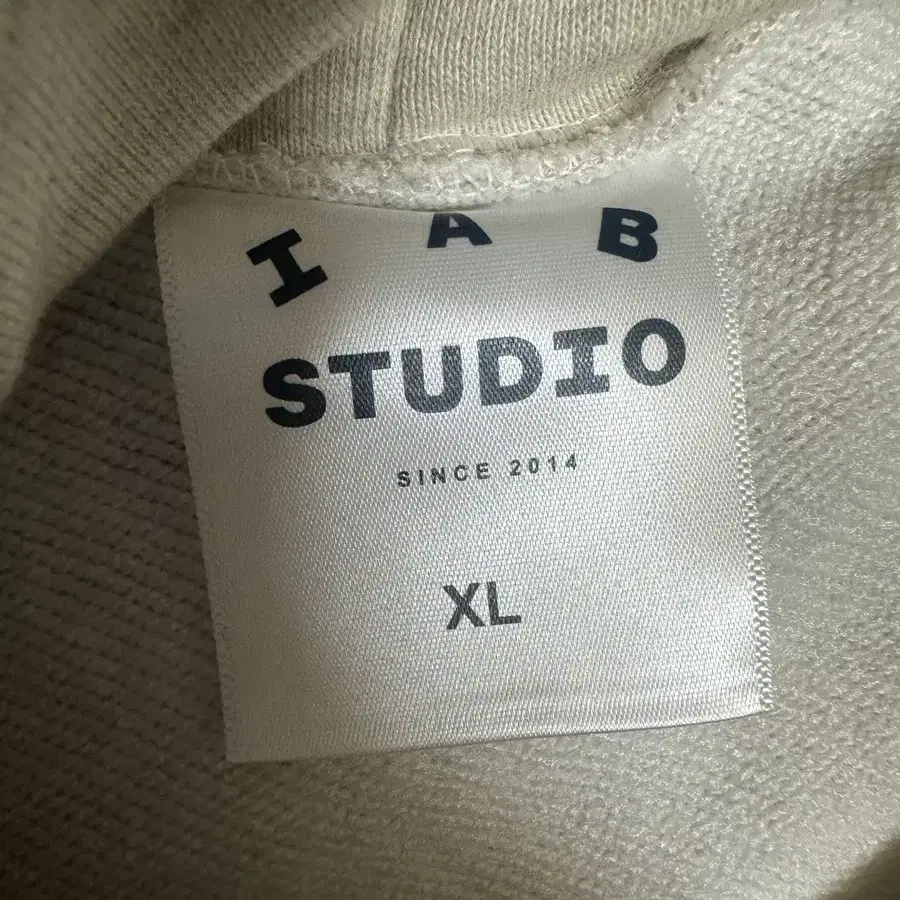 I A B
STUDIO
SINCE 2014
XL